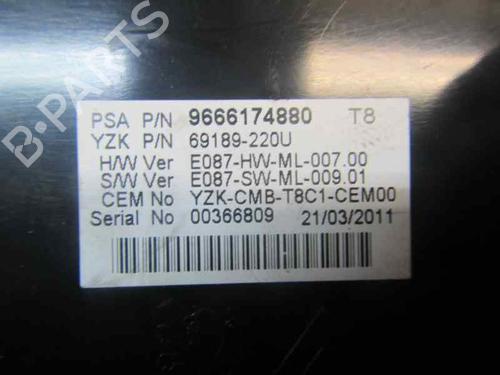 B-PARTS
PSA P/N 9666174880 T8
YZK P/N 69189-220U
H/W Ver E087-HW-ML-007.00
S/W Ver E087-SW-ML-009.01
CEM No YZK-CMB-T8C1-CEM00
Serial No 00366809 21/03/2011